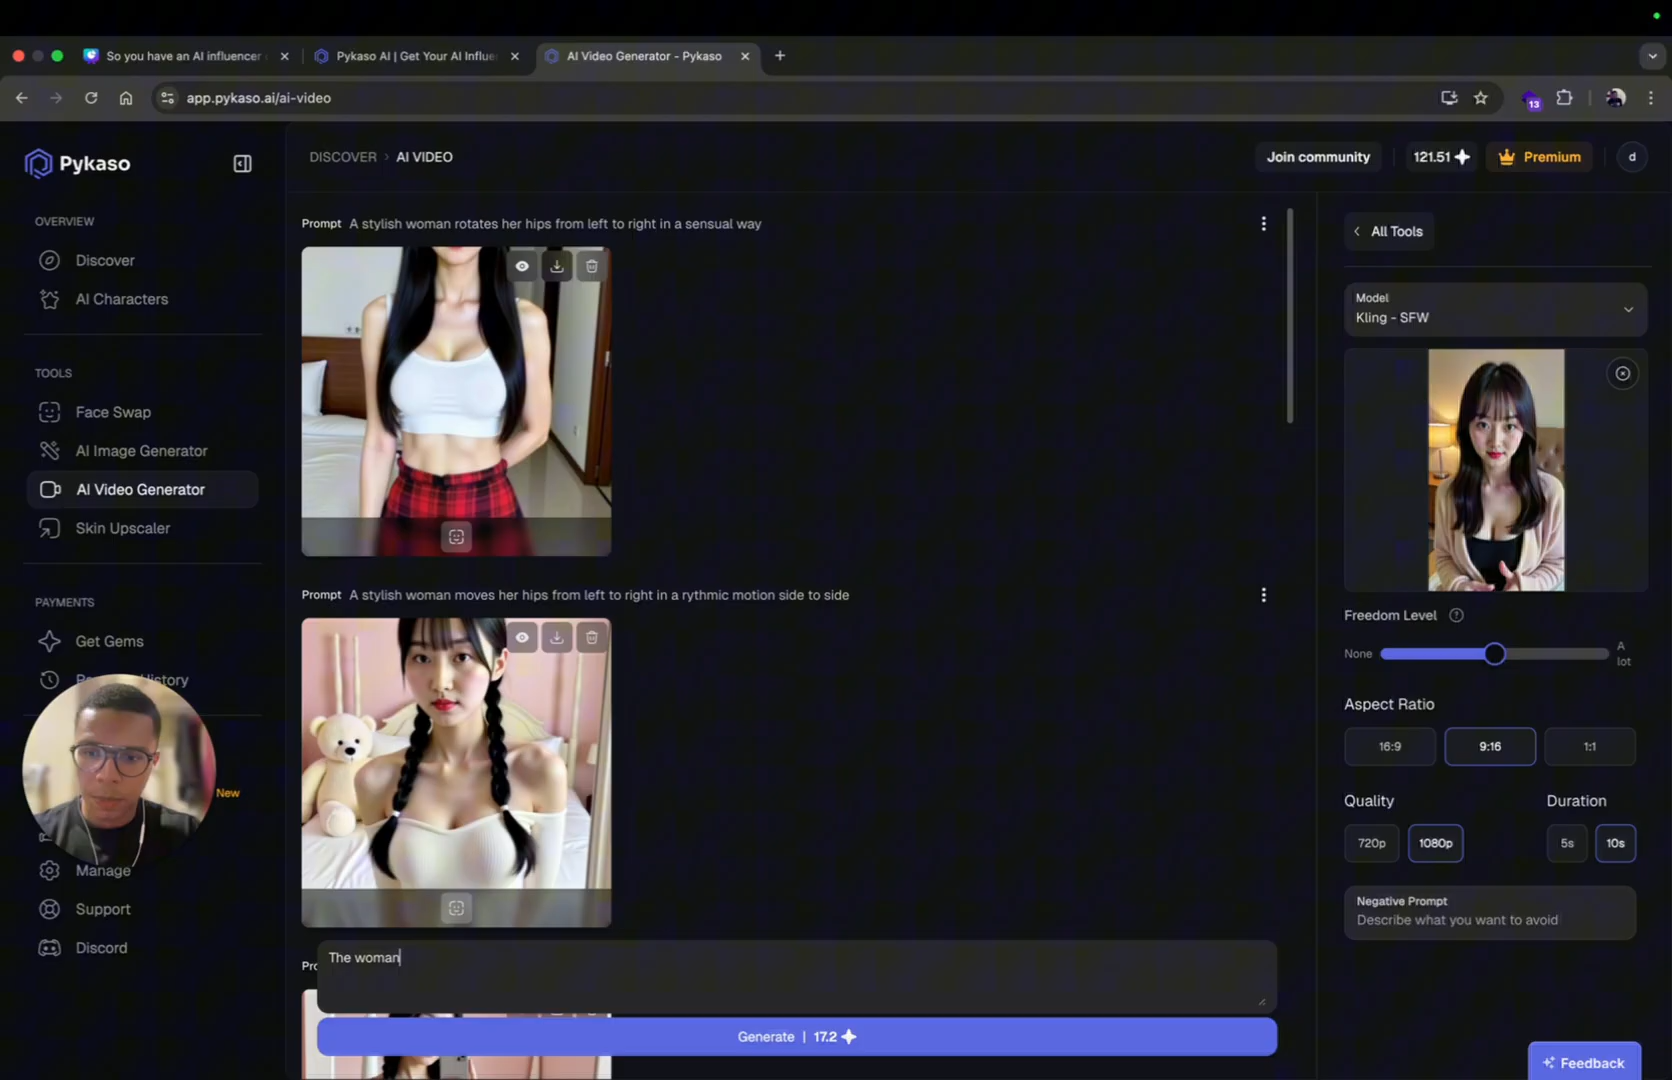 So you have an AI influencer
Pykaso AI | Get Your AI Influe
AI Video Generator - Pykaso
app.pykaso.ai/ai-video
13
Pykaso
DISCOVER › AI VIDEO
Join community
121.51
Premium
d
OVERVIEW
Discover
AI Characters
TOOLS
Face Swap
AI Image Generator
AI Video Generator
Skin Upscaler
PAYMENTS
Get Gems
History
New
Manage
Support
Discord
Prompt A stylish woman rotates her hips from left to right in a sensual way
Prompt A stylish woman moves her hips from left to right in a rythmic motion side to side
The woman
Generate | 17.2
All Tools
Model
Kling - SFW
Freedom Level
None
A lot
Aspect Ratio
16:9
9:16
1:1
Quality
Duration
720p
1080p
5s
10s
Negative Prompt
Describe what you want to avoid
Feedback